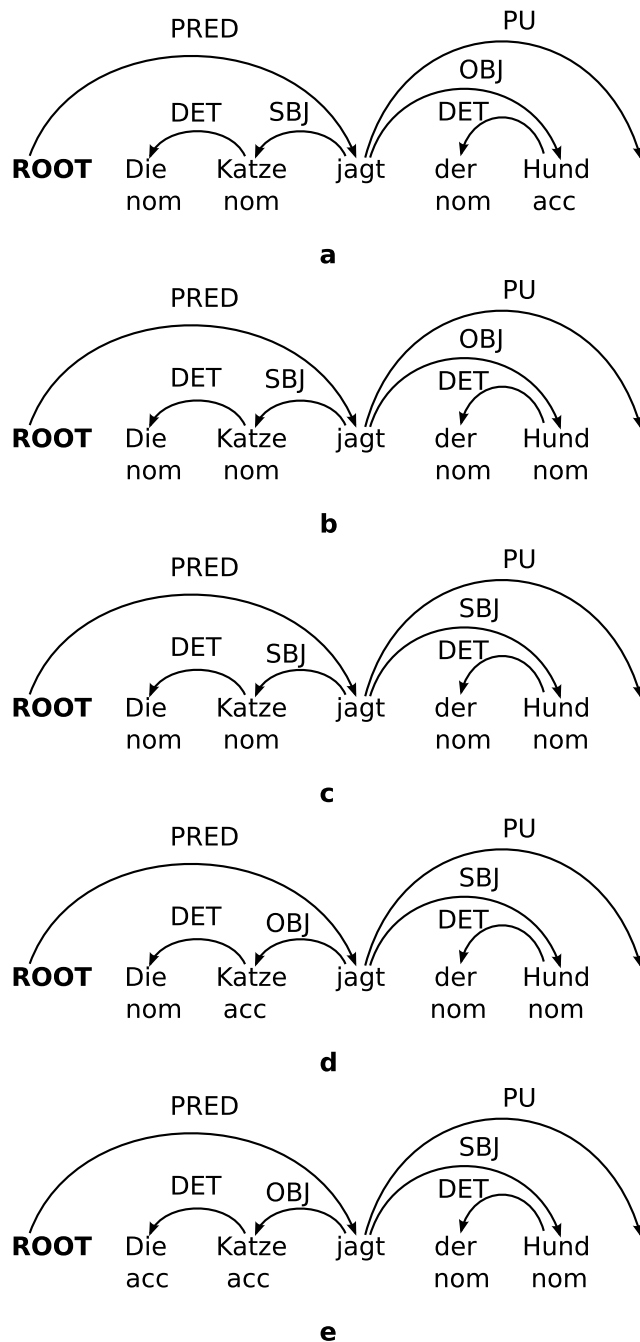 PRED PU
OBJ
DET SBJ DET
ROOT Die Katze jagt der Hund
nom nom nom acc
a
PRED PU
OBJ
DET SBJ DET
ROOT Die Katze jagt der Hund
nom nom nom nom
b
PRED PU
SBJ
DET SBJ DET
ROOT Die Katze jagt der Hund
nom nom nom nom
c
PRED PU
SBJ
DET OBJ DET
ROOT Die Katze jagt der Hund
nom acc nom nom
d
PRED PU
SBJ
DET OBJ DET
ROOT Die Katze jagt der Hund
acc acc nom nom
e